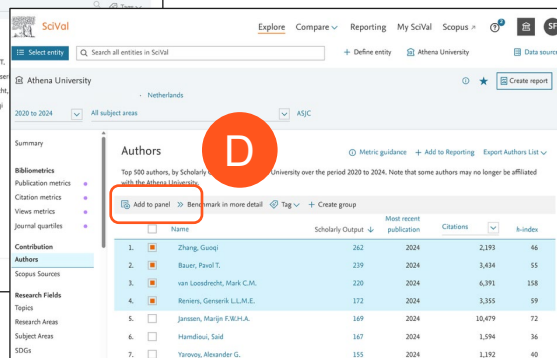 Tag
T,
seri
cht,
gi
SciVal
Explore Compare Reporting My SciVal Scopus SF
Select entity Search all entities in SciVal + Define entity Athena University Data source
Athena University Create report
· Netherlands
2020 to 2024 All subject areas ASJC
D
Summary
Bibliometrics
Publication metrics
Citation metrics
Views metrics
Journal quartiles
Contribution
Authors
Scopus Sources
Research Fields
Topics
Research Areas
Subject Areas
SDGs
Authors
Metric guidance + Add to Reporting Export Authors List
Top 500 authors, by Scholarly University over the period 2020 to 2024. Note that some authors may no longer be affiliated
with the Athena University.
Add to panel Benchmark in more detail Tag + Create group
Name Scholarly Output ↓ Most recent publication Citations h-index
1. Zhang, Guoqi 262 2024 2,193 46
2. Bauer, Pavol T. 239 2024 3,434 55
3. van Loosdrecht, Mark C.M. 220 2024 6,391 158
4. Reniers, Genserik L.L.M.E. 172 2024 3,355 59
5. Janssen, Marijn F.W.H.A. 169 2024 10,479 72
6. Hamdioui, Said 167 2024 1,594 36
7. Yarovoy, Alexander G. 155 2024 1,192 40